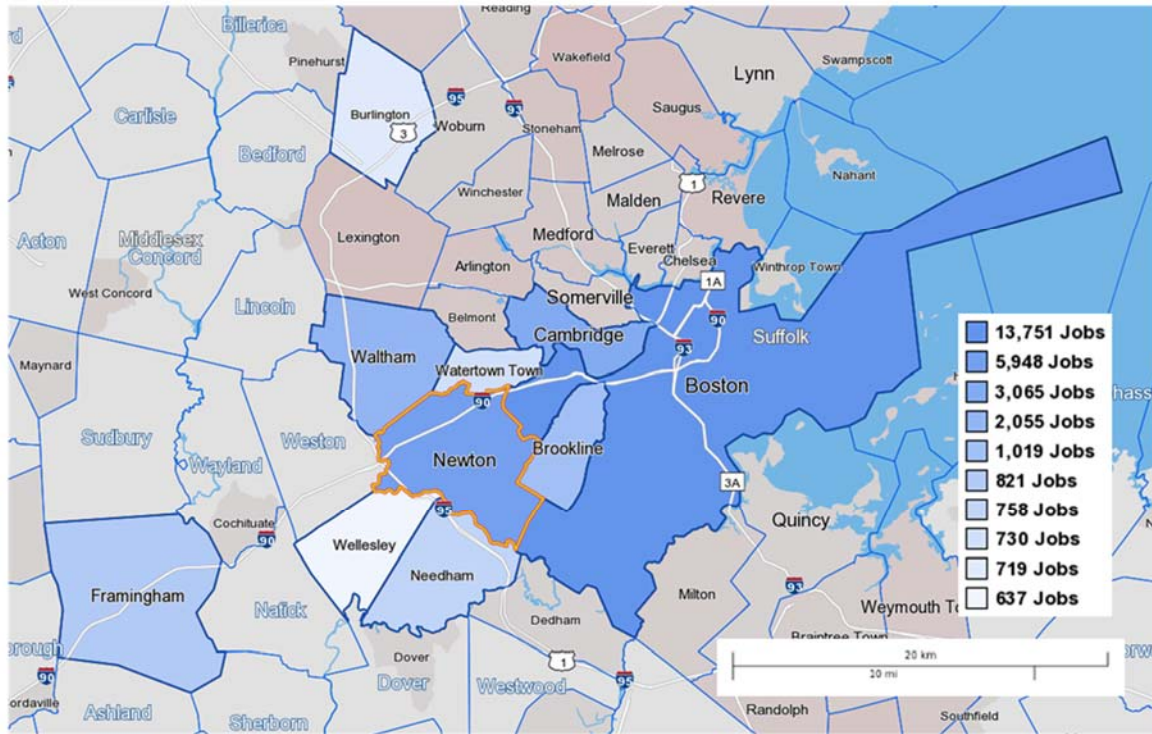 Billerica
Reading
Pinehurst
Wakefield
Swampscott
Lynn
95
93
Saugus
Carlisle
Burlington
3
Woburn
Stoneham
Bedford
Melrose
1
Nahant
Winchester
Malden
Revere
Acton
Middlesex
Concord
Lexington
Medford
Everett
Chelsea
Winthrop Town
West Concord
Arlington
1A
Lincoln
Somerville
90
Suffolk
Belmont
Cambridge
93
Maynard
Waltham
Watertown Town
Boston
90
Sudbury
Weston
Newton
Brookline
Wayland
3A
95
Cochituate
90
Quincy
Wellesley
Needham
Framingham
Natick
Milton
93
Weymouth To
Dedham
Braintree Town
Dover
1
90
Dover
Westwood
95
Ashland
Sherborn
Randolph
Southfield
13,751 Jobs
5,948 Jobs
3,065 Jobs
2,055 Jobs
1,019 Jobs
821 Jobs
758 Jobs
730 Jobs
719 Jobs
637 Jobs
20 km
10 mi